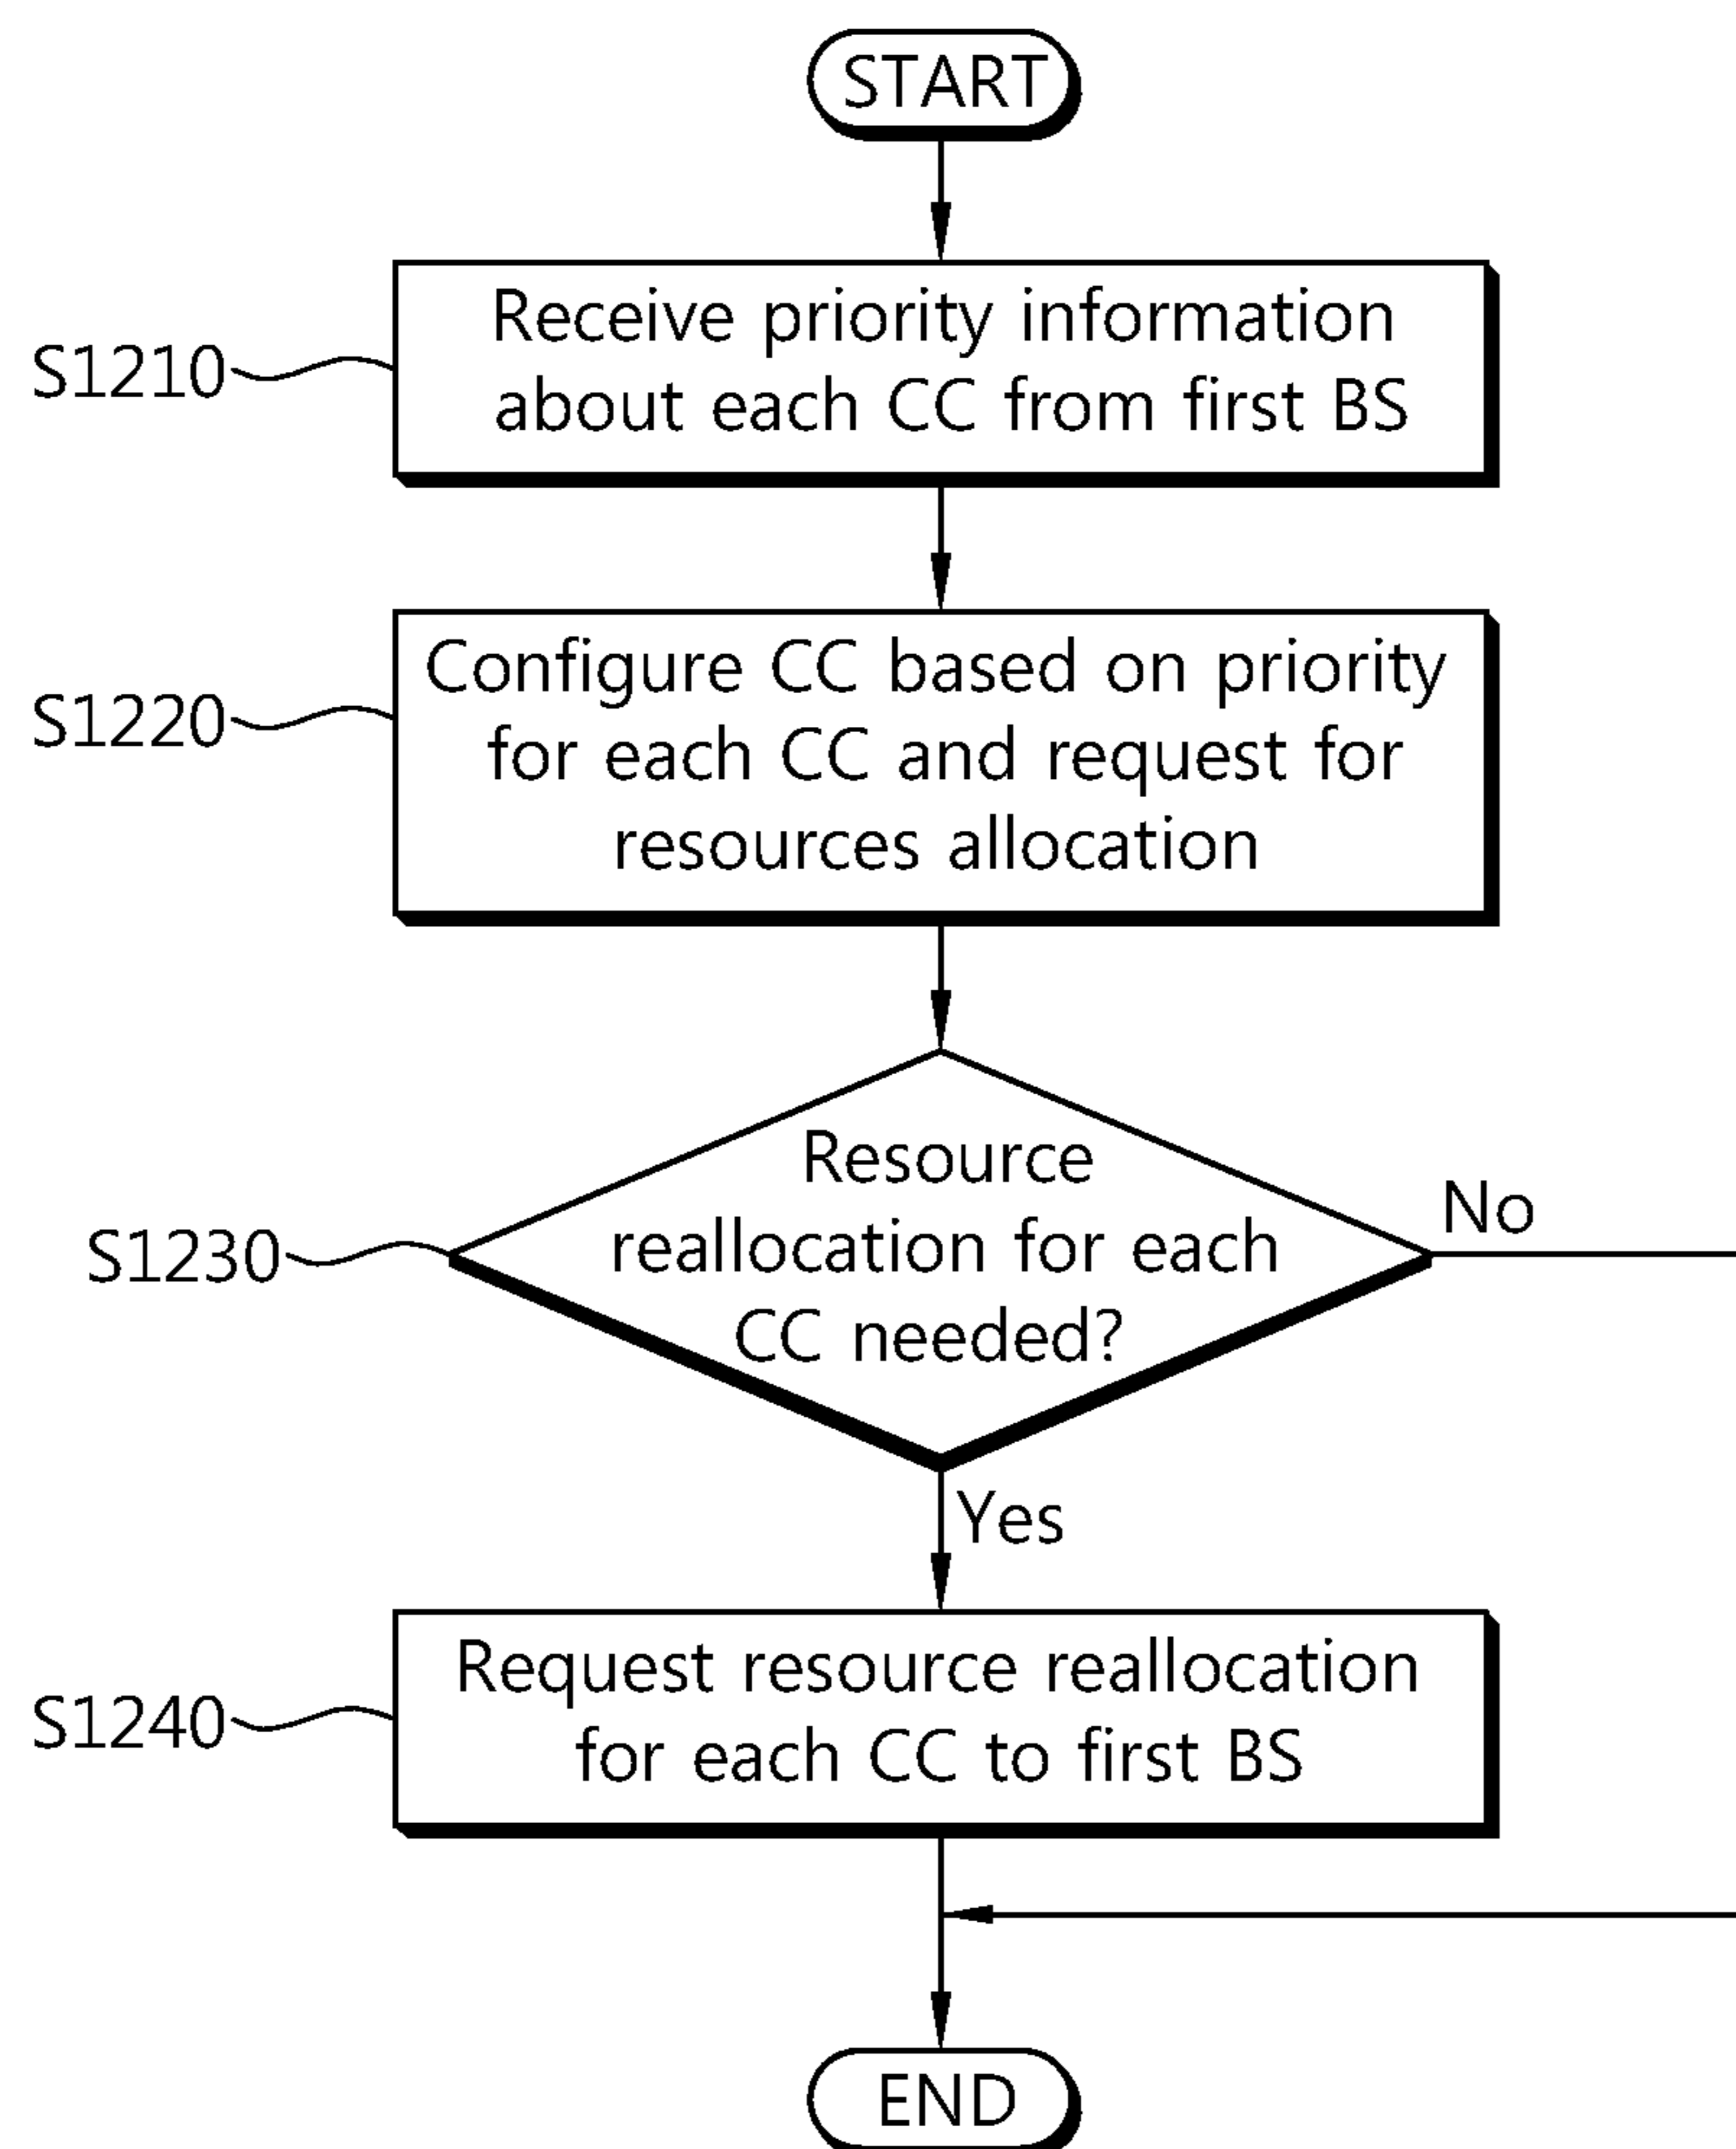 START
S1210
Receive priority information
about each CC from first BS
S1220
Configure CC based on priority
for each CC and request for
resources allocation
S1230
Resource
reallocation for each
CC needed?
No
Yes
S1240
Request resource reallocation
for each CC to first BS
END